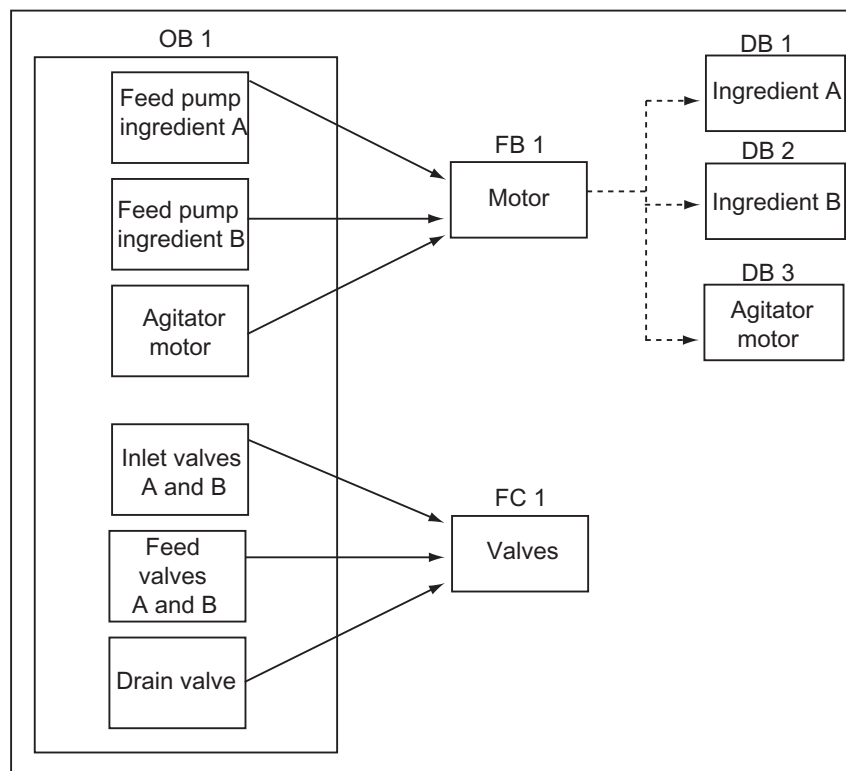 OB 1
Feed pump
ingredient A
Feed pump
ingredient B
Agitator
motor
Inlet valves
A and B
Feed
valves
A and B
Drain valve
FB 1
Motor
FC 1
Valves
DB 1
Ingredient A
DB 2
Ingredient B
DB 3
Agitator
motor